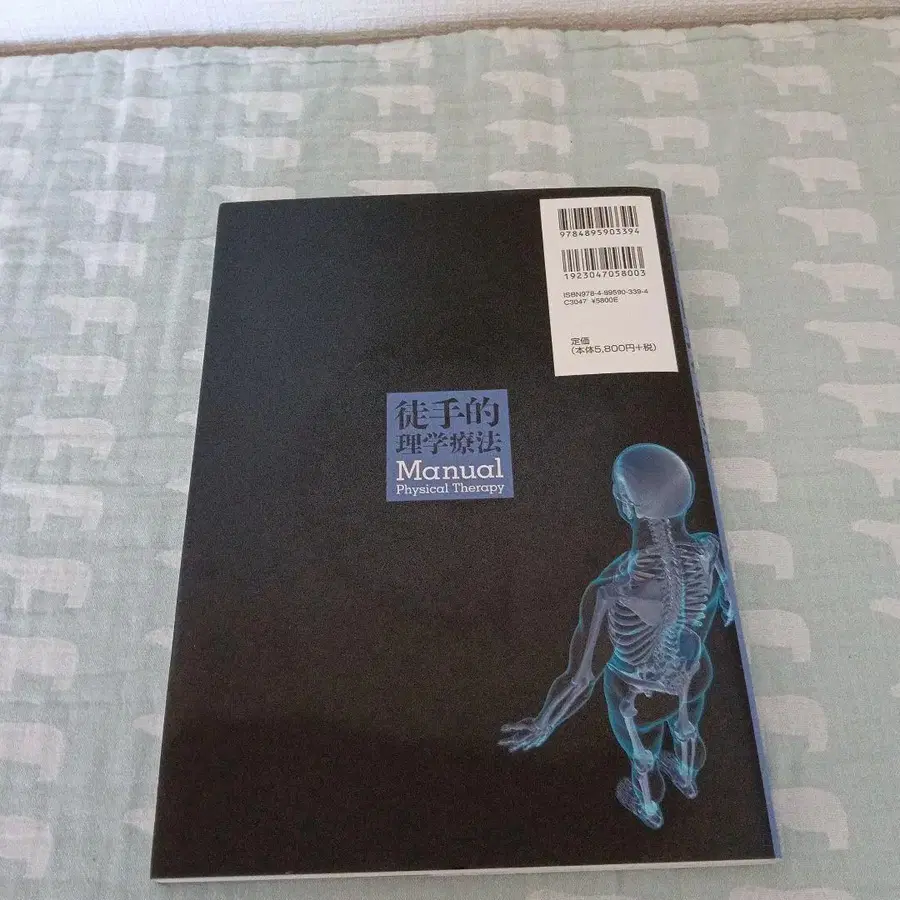 9784895903394
1923047058003
ISBN978-4-89590-339-4
C3047 ¥5800E
定価
(本体5,800円+税)
徒手的
理学療法
Manual
Physical Therapy